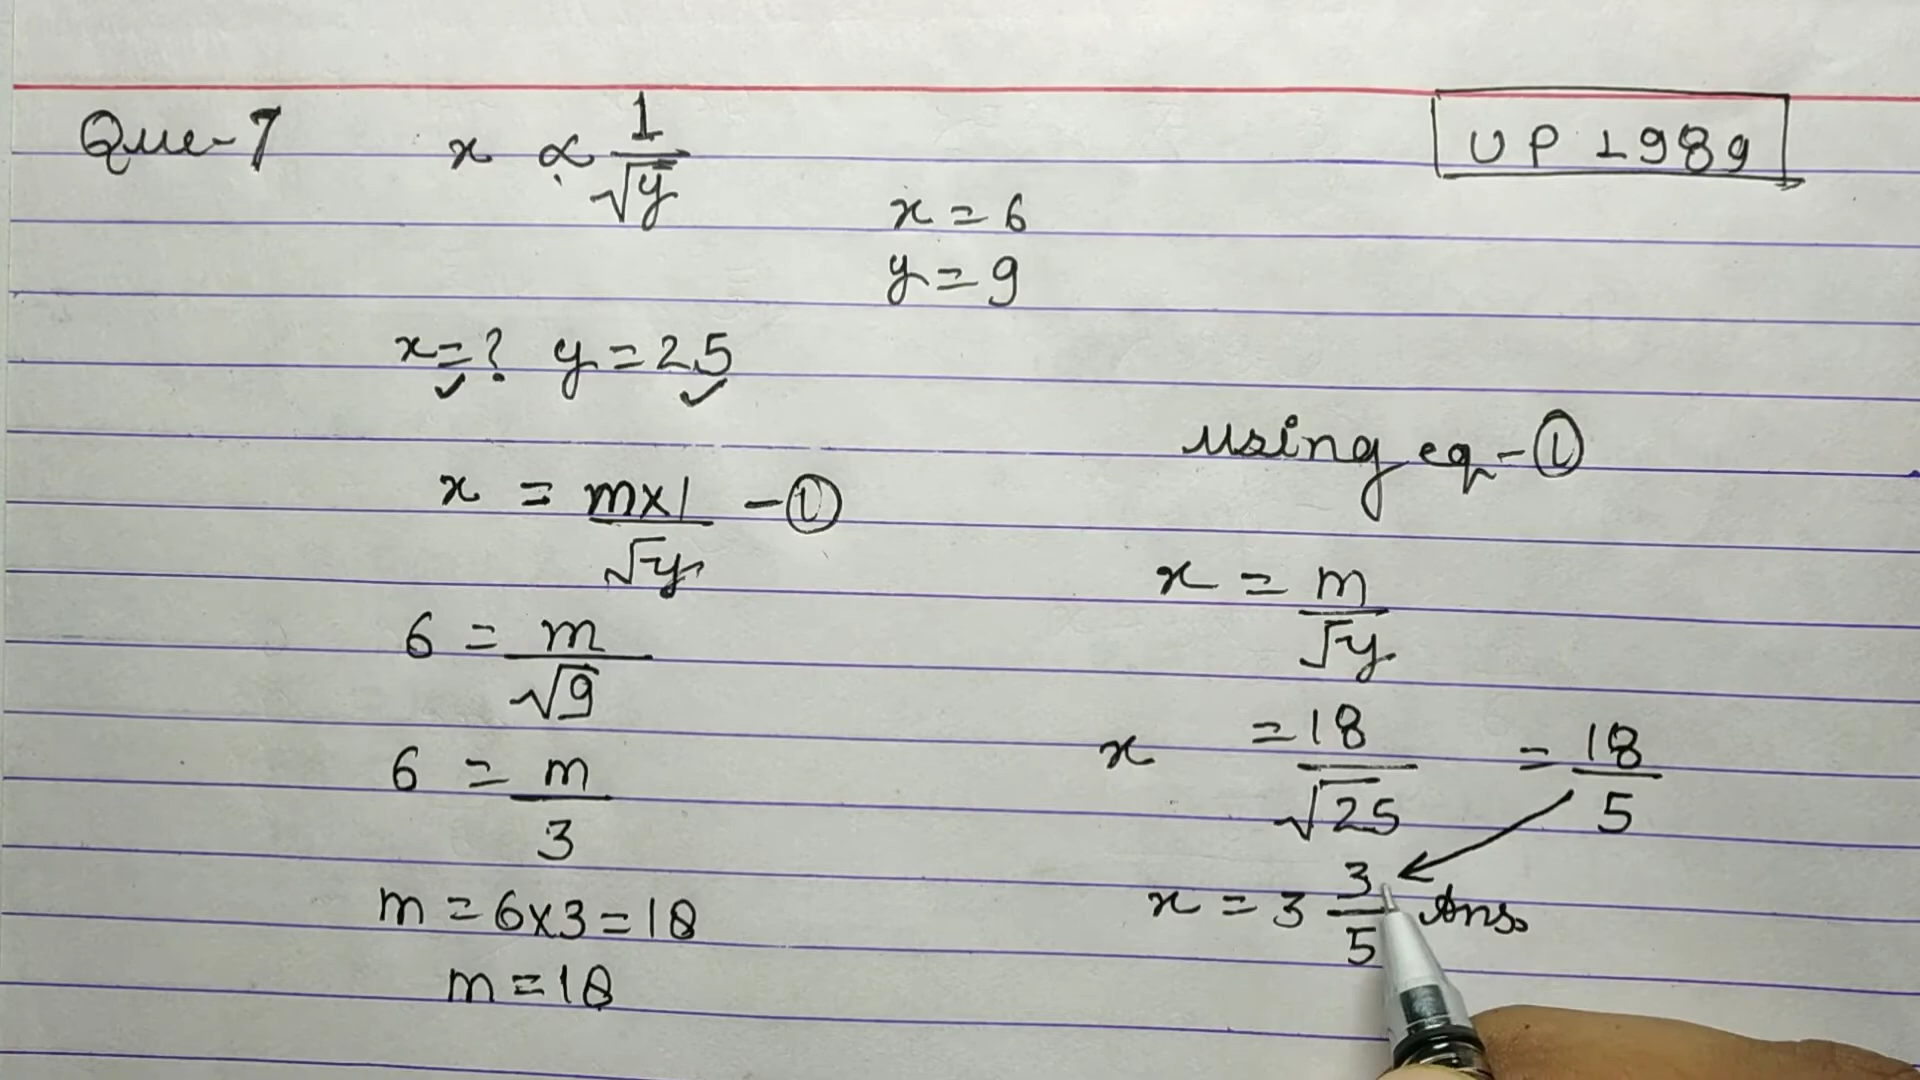 Que-7 x ∝ 1/√y
UP 1989
x = 6
y = 9
x = ? y = 25
x = m×1/√y - ①
6 = m/√9
6 = m/3
m = 6×3 = 18
m = 18
using eq - ①
x = m/√y
x = 18/√25 = 18/5
x = 3 3/5 Ans.